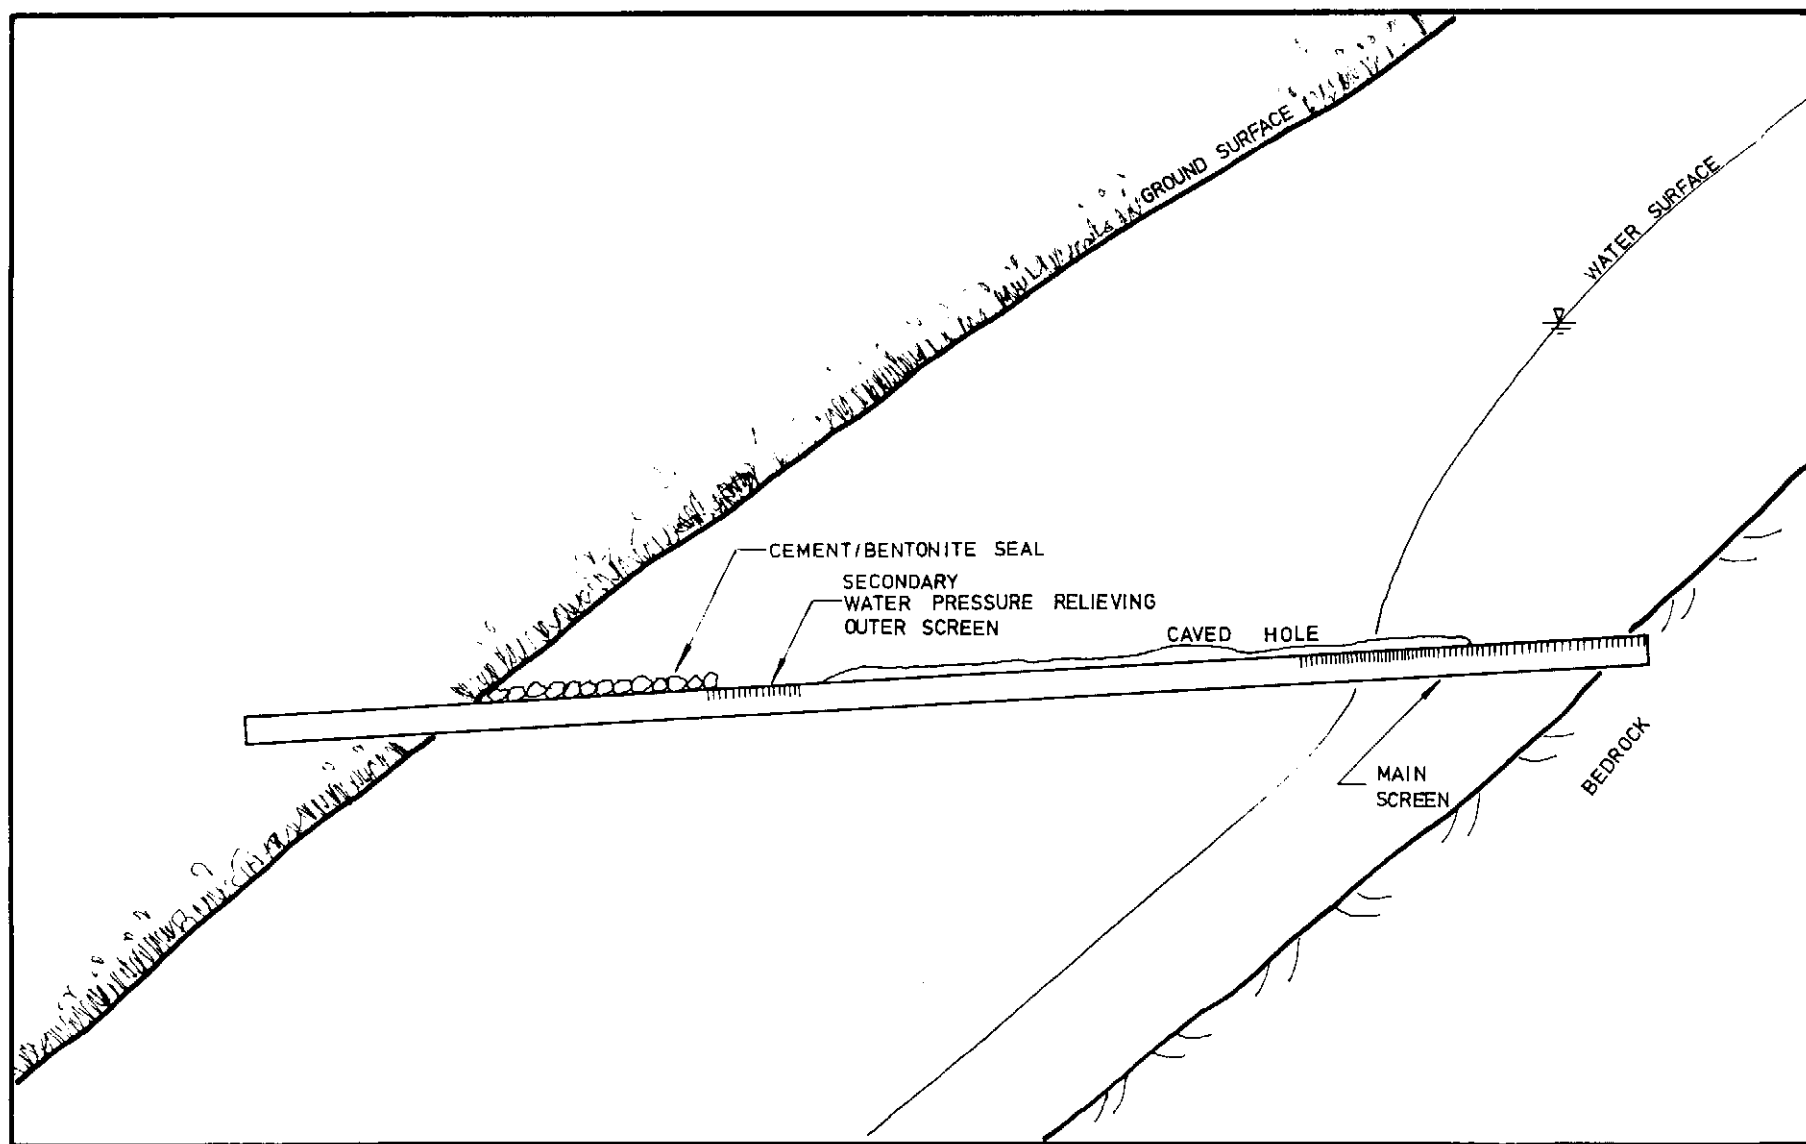 GROUND SURFACE
WATER SURFACE
CEMENT/BENTONITE SEAL
SECONDARY
WATER PRESSURE RELIEVING
OUTER SCREEN
CAVED HOLE
MAIN
SCREEN
BEDROCK